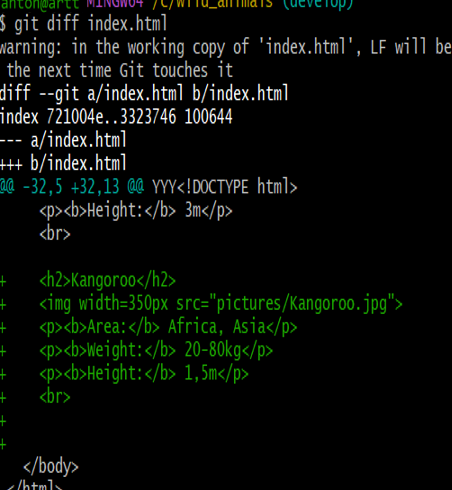 anton@artt MINGW64 /c/wild_animals (develop)
$ git diff index.html
warning: in the working copy of 'index.html', LF will be
the next time Git touches it
diff --git a/index.html b/index.html
index 721004e..3323746 100644
--- a/index.html
+++ b/index.html
@@ -32,5 +32,13 @@ YYY<!DOCTYPE html>
<p><b>Height:</b> 3m</p>
<br>
+ <h2>Kangoroo</h2>
+ <img width=350px src="pictures/Kangoroo.jpg">
+ <p><b>Area:</b> Africa, Asia</p>
+ <p><b>Weight:</b> 20-80kg</p>
+ <p><b>Height:</b> 1,5m</p>
+ <br>
+
+
</body>
</html>